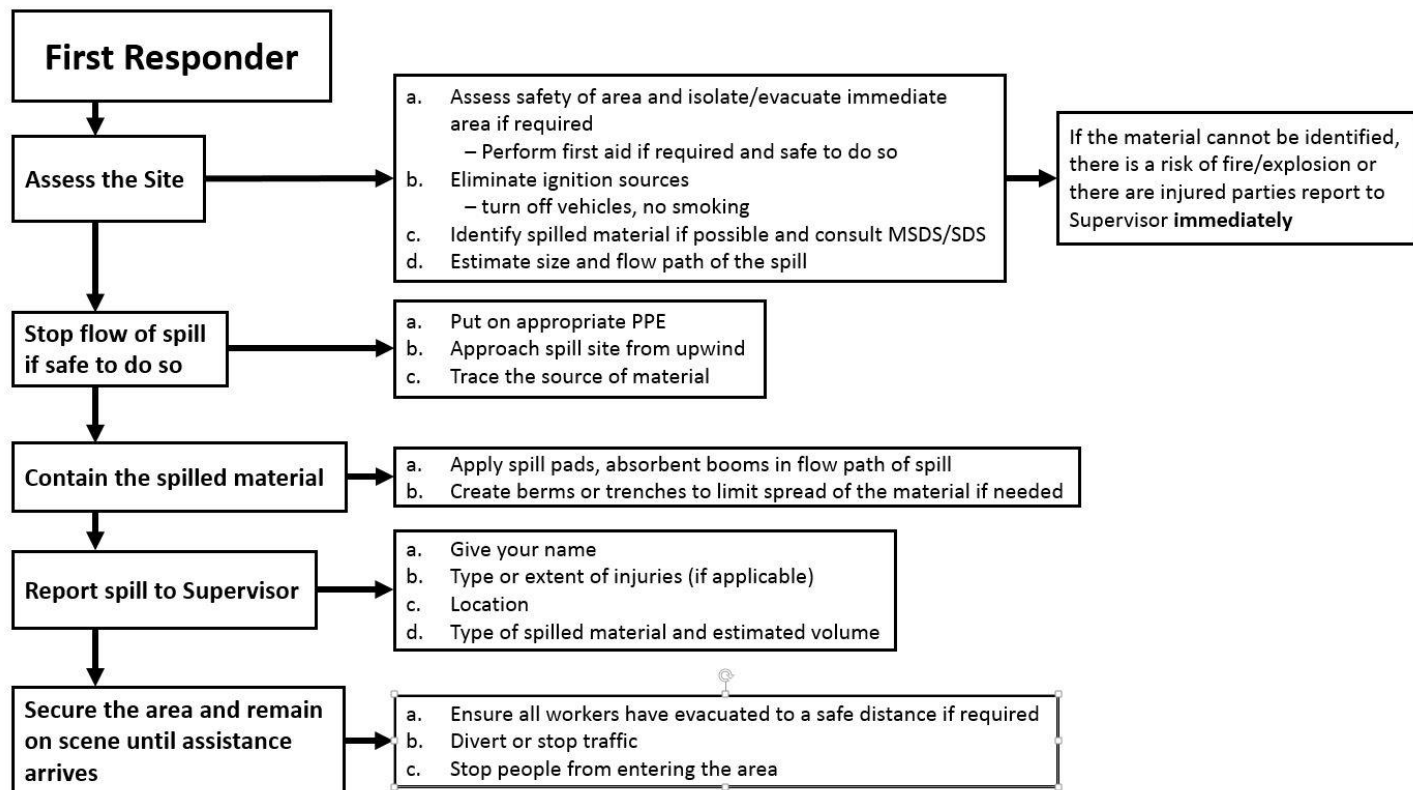 First Responder
Assess the Site
a. Assess safety of area and isolate/evacuate immediate
area if required
– Perform first aid if required and safe to do so
b. Eliminate ignition sources
– turn off vehicles, no smoking
c. Identify spilled material if possible and consult MSDS/SDS
d. Estimate size and flow path of the spill
If the material cannot be identified,
there is a risk of fire/explosion or
there are injured parties report to
Supervisor immediately
Stop flow of spill
if safe to do so
a. Put on appropriate PPE
b. Approach spill site from upwind
c. Trace the source of material
Contain the spilled material
a. Apply spill pads, absorbent booms in flow path of spill
b. Create berms or trenches to limit spread of the material if needed
Report spill to Supervisor
a. Give your name
b. Type or extent of injuries (if applicable)
c. Location
d. Type of spilled material and estimated volume
Secure the area and remain
on scene until assistance
arrives
a. Ensure all workers have evacuated to a safe distance if required
b. Divert or stop traffic
c. Stop people from entering the area